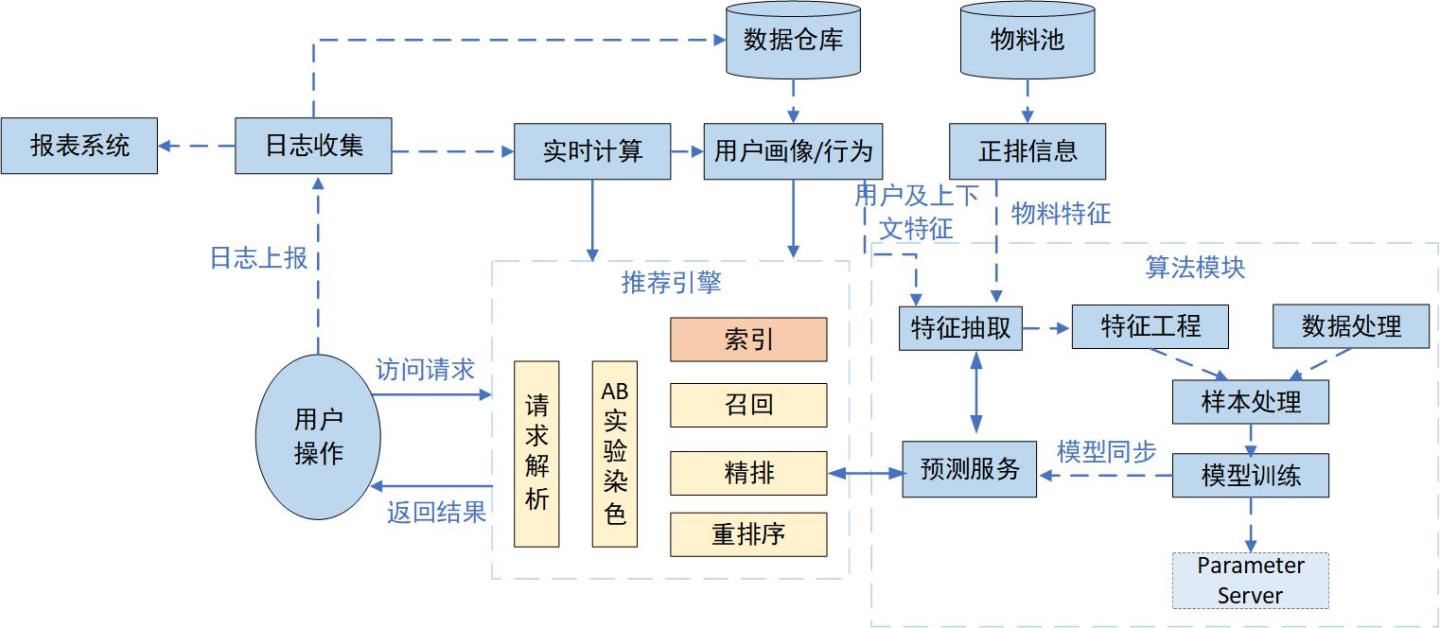 数据仓库
物料池
报表系统
日志收集
实时计算
用户画像/行为
正排信息
用户及上下
文特征
物料特征
日志上报
推荐引擎
算法模块
索引
特征抽取
特征工程
数据处理
访问请求
请
求
解
析
AB
实
验
染
色
召回
样本处理
用户
操作
精排
预测服务
模型同步
模型训练
返回结果
重排序
Parameter
Server